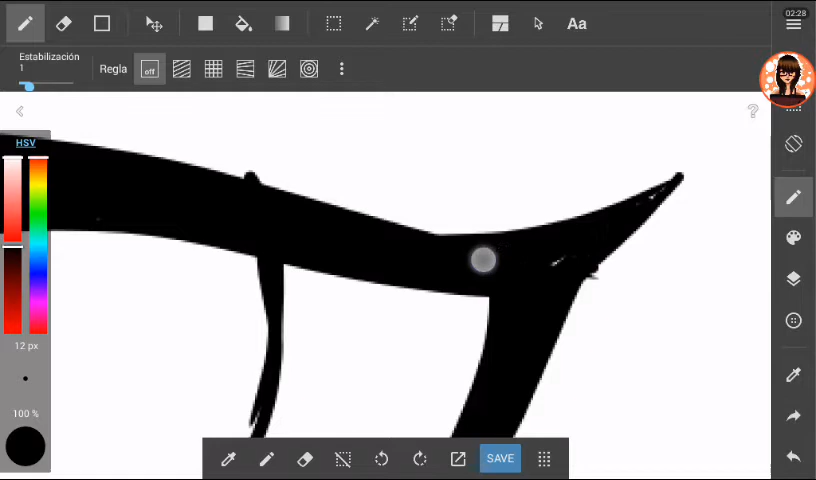 02:28
Aa
Estabilización
1
Regla
off
HSV
12 px
100 %
SAVE